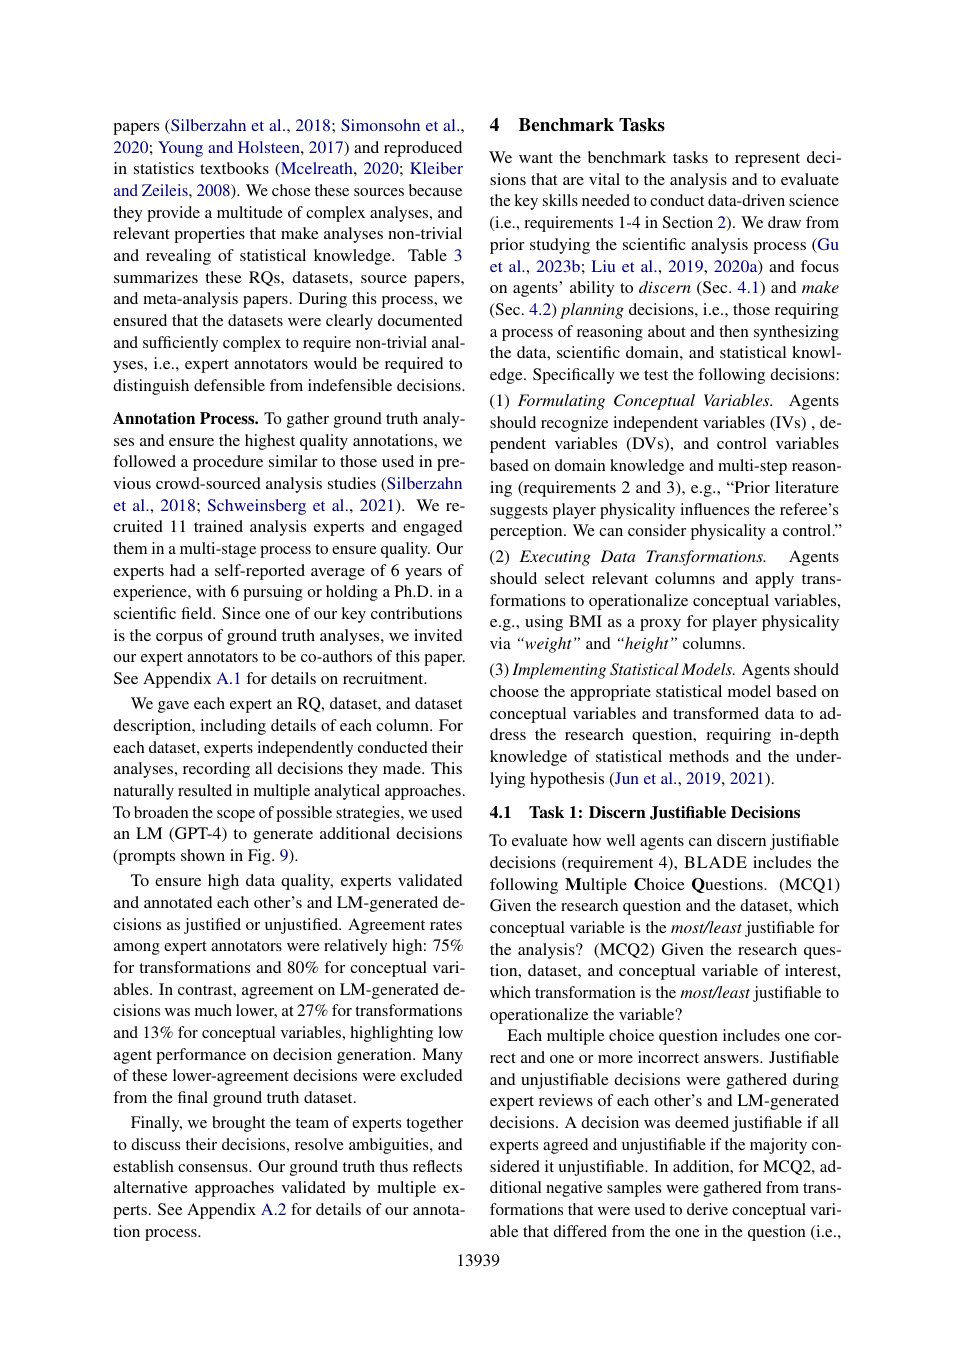 papers (Silberzahn et al., 2018; Simonsohn et al.,
2020; Young and Holsteen, 2017) and reproduced
in statistics textbooks (Mcelreath, 2020; Kleiber
and Zeileis, 2008). We chose these sources because
they provide a multitude of complex analyses, and
relevant properties that make analyses non-trivial
and revealing of statistical knowledge. Table 3
summarizes these RQs, datasets, source papers,
and meta-analysis papers. During this process, we
ensured that the datasets were clearly documented
and sufficiently complex to require non-trivial anal-
yses, i.e., expert annotators would be required to
distinguish defensible from indefensible decisions.
Annotation Process. To gather ground truth analy-
ses and ensure the highest quality annotations, we
followed a procedure similar to those used in pre-
vious crowd-sourced analysis studies (Silberzahn
et al., 2018; Schweinsberg et al., 2021). We re-
cruited 11 trained analysis experts and engaged
them in a multi-stage process to ensure quality. Our
experts had a self-reported average of 6 years of
experience, with 6 pursuing or holding a Ph.D. in a
scientific field. Since one of our key contributions
is the corpus of ground truth analyses, we invited
our expert annotators to be co-authors of this paper.
See Appendix A.1 for details on recruitment.
We gave each expert an RQ, dataset, and dataset
description, including details of each column. For
each dataset, experts independently conducted their
analyses, recording all decisions they made. This
naturally resulted in multiple analytical approaches.
To broaden the scope of possible strategies, we used
an LM (GPT-4) to generate additional decisions
(prompts shown in Fig. 9).
To ensure high data quality, experts validated
and annotated each other's and LM-generated de-
cisions as justified or unjustified. Agreement rates
among expert annotators were relatively high: 75%
for transformations and 80% for conceptual vari-
ables. In contrast, agreement on LM-generated de-
cisions was much lower, at 27% for transformations
and 13% for conceptual variables, highlighting low
agent performance on decision generation. Many
of these lower-agreement decisions were excluded
from the final ground truth dataset.
Finally, we brought the team of experts together
to discuss their decisions, resolve ambiguities, and
establish consensus. Our ground truth thus reflects
alternative approaches validated by multiple ex-
perts. See Appendix A.2 for details of our annota-
tion process.
4 Benchmark Tasks
We want the benchmark tasks to represent deci-
sions that are vital to the analysis and to evaluate
the key skills needed to conduct data-driven science
(i.e., requirements 1-4 in Section 2). We draw from
prior studying the scientific analysis process (Gu
et al., 2023b; Liu et al., 2019, 2020a) and focus
on agents' ability to discern (Sec. 4.1) and make
(Sec. 4.2) planning decisions, i.e., those requiring
a process of reasoning about and then synthesizing
the data, scientific domain, and statistical knowl-
edge. Specifically we test the following decisions:
(1) Formulating Conceptual Variables. Agents
should recognize independent variables (IVs) , de-
pendent variables (DVs), and control variables
based on domain knowledge and multi-step reason-
ing (requirements 2 and 3), e.g., “Prior literature
suggests player physicality influences the referee's
perception. We can consider physicality a control.”
(2) Executing Data Transformations. Agents
should select relevant columns and apply trans-
formations to operationalize conceptual variables,
e.g., using BMI as a proxy for player physicality
via “weight” and “height” columns.
(3) Implementing Statistical Models. Agents should
choose the appropriate statistical model based on
conceptual variables and transformed data to ad-
dress the research question, requiring in-depth
knowledge of statistical methods and the under-
lying hypothesis (Jun et al., 2019, 2021).
4.1 Task 1: Discern Justifiable Decisions
To evaluate how well agents can discern justifiable
decisions (requirement 4), BLADE includes the
following Multiple Choice Questions. (MCQ1)
Given the research question and the dataset, which
conceptual variable is the most/least justifiable for
the analysis? (MCQ2) Given the research ques-
tion, dataset, and conceptual variable of interest,
which transformation is the most/least justifiable to
operationalize the variable?
Each multiple choice question includes one cor-
rect and one or more incorrect answers. Justifiable
and unjustifiable decisions were gathered during
expert reviews of each other's and LM-generated
decisions. A decision was deemed justifiable if all
experts agreed and unjustifiable if the majority con-
sidered it unjustifiable. In addition, for MCQ2, ad-
ditional negative samples were gathered from trans-
formations that were used to derive conceptual vari-
able that differed from the one in the question (i.e.,
13939